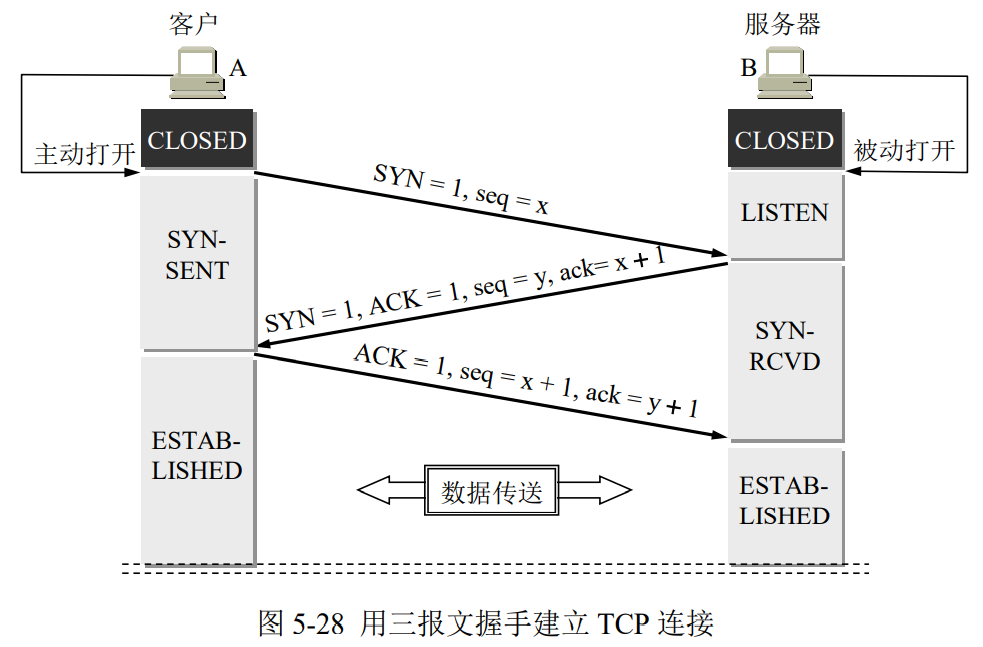 客户
服务器
A
B
CLOSED
CLOSED
主动打开
被动打开
SYN = 1, seq = x
LISTEN
SYN-
SENT
SYN = 1, ACK = 1, seq = y, ack= x + 1
SYN-
RCVD
ACK = 1, seq = x + 1, ack = y + 1
ESTAB-
LISHED
数据传送
ESTAB-
LISHED
图 5-28 用三报文握手建立 TCP 连接